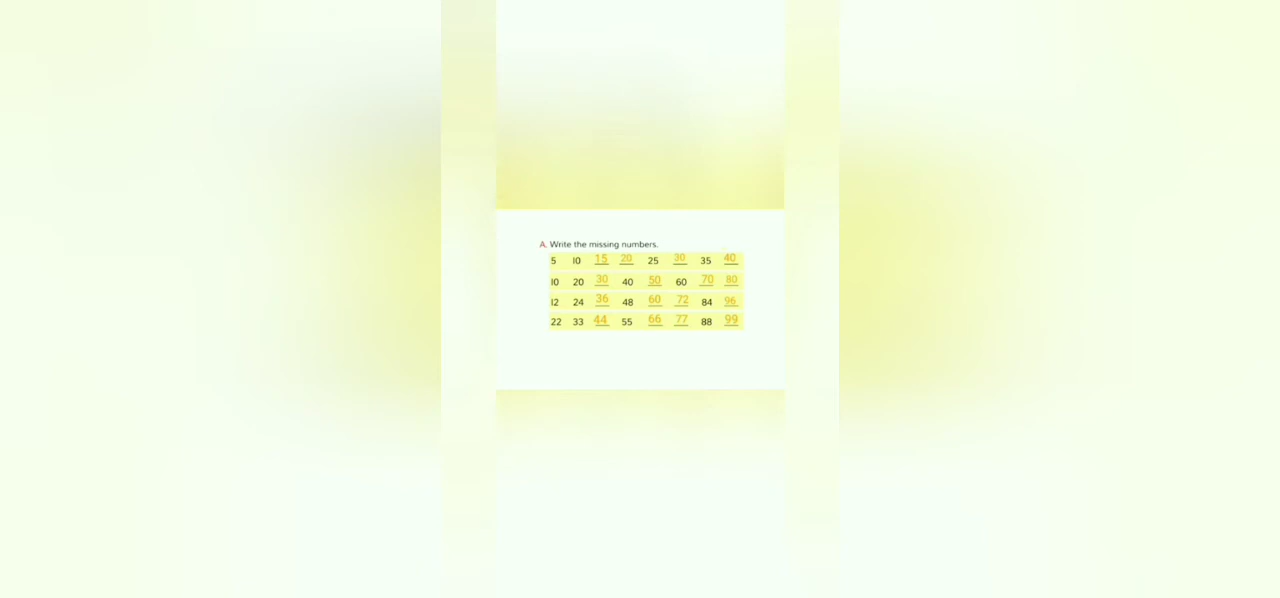 A. Write the missing numbers.
5 10 15 20 25 30 35 40
10 20 30 40 50 60 70 80
12 24 36 48 60 72 84 96
22 33 44 55 66 77 88 99